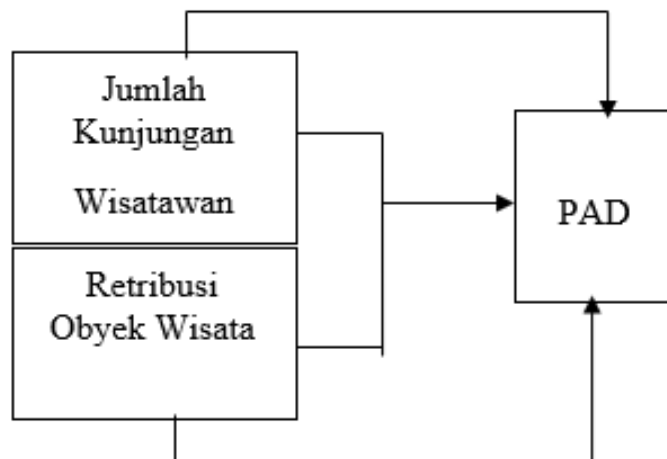 Jumlah
Kunjungan
Wisatawan
PAD
Retribusi
Obyek Wisata